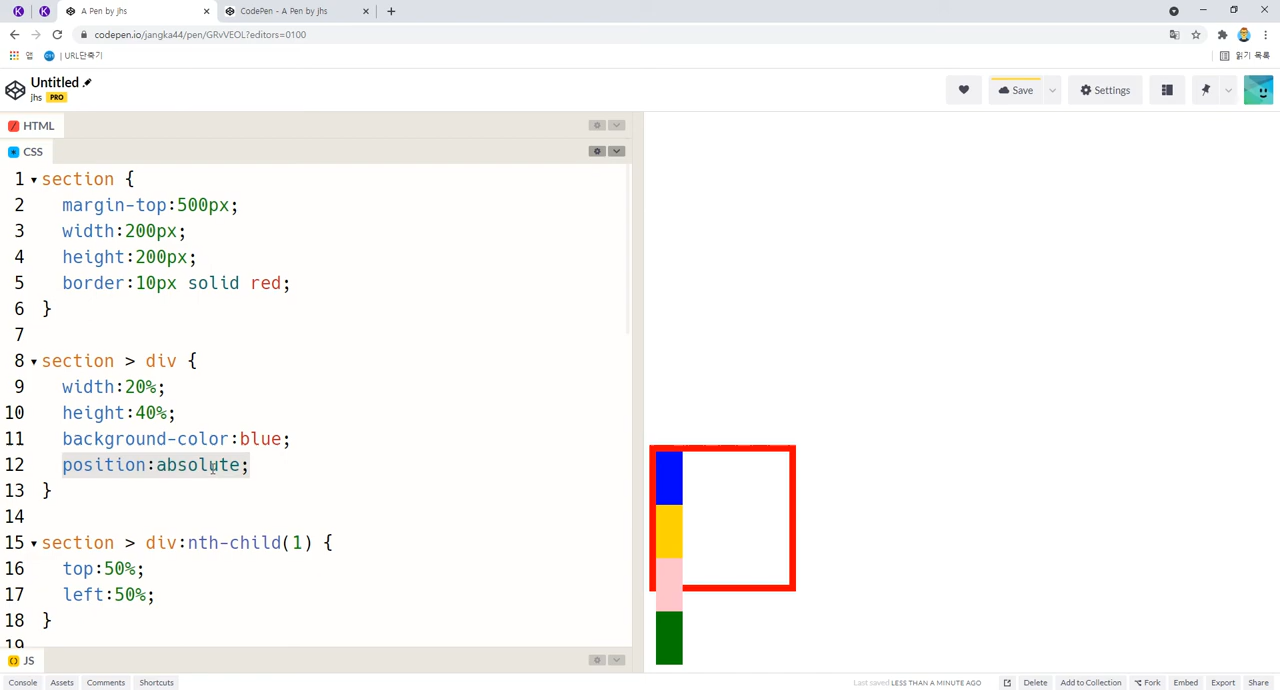 A Pen by jhs
CodePen - A Pen by jhs
codepen.io/jangka44/pen/GRvVEOL?editors=0100
앱
URL단축기
읽기 목록
Untitled
jhs PRO
Save
Settings
HTML
CSS
1 section {
2 margin-top:500px;
3 width:200px;
4 height:200px;
5 border:10px solid red;
6 }
7
8 section > div {
9 width:20%;
10 height:40%;
11 background-color:blue;
12 position:absolute;
13 }
14
15 section > div:nth-child(1) {
16 top:50%;
17 left:50%;
18 }
19
JS
Console Assets Comments Shortcuts
Last saved LESS THAN A MINUTE AGO
Delete Add to Collection Fork Embed Export Share